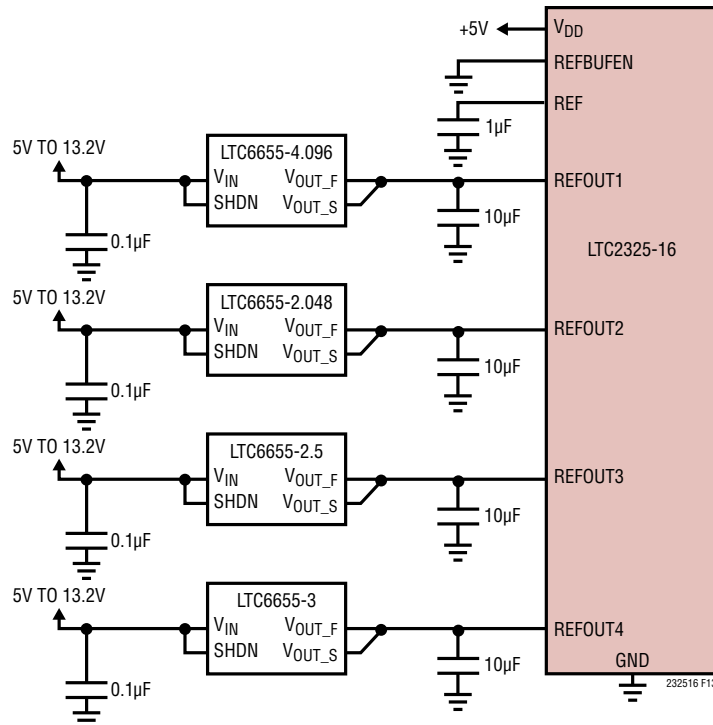 +5V
VDD
REFBUFEN
REF
1µF
5V TO 13.2V
LTC6655-4.096
VIN
VOUT_F
SHDN
VOUT_S
REFOUT1
0.1µF
10µF
LTC2325-16
5V TO 13.2V
LTC6655-2.048
VIN
VOUT_F
SHDN
VOUT_S
REFOUT2
0.1µF
10µF
5V TO 13.2V
LTC6655-2.5
VIN
VOUT_F
SHDN
VOUT_S
REFOUT3
0.1µF
10µF
5V TO 13.2V
LTC6655-3
VIN
VOUT_F
SHDN
VOUT_S
REFOUT4
0.1µF
10µF
GND
232516 F13